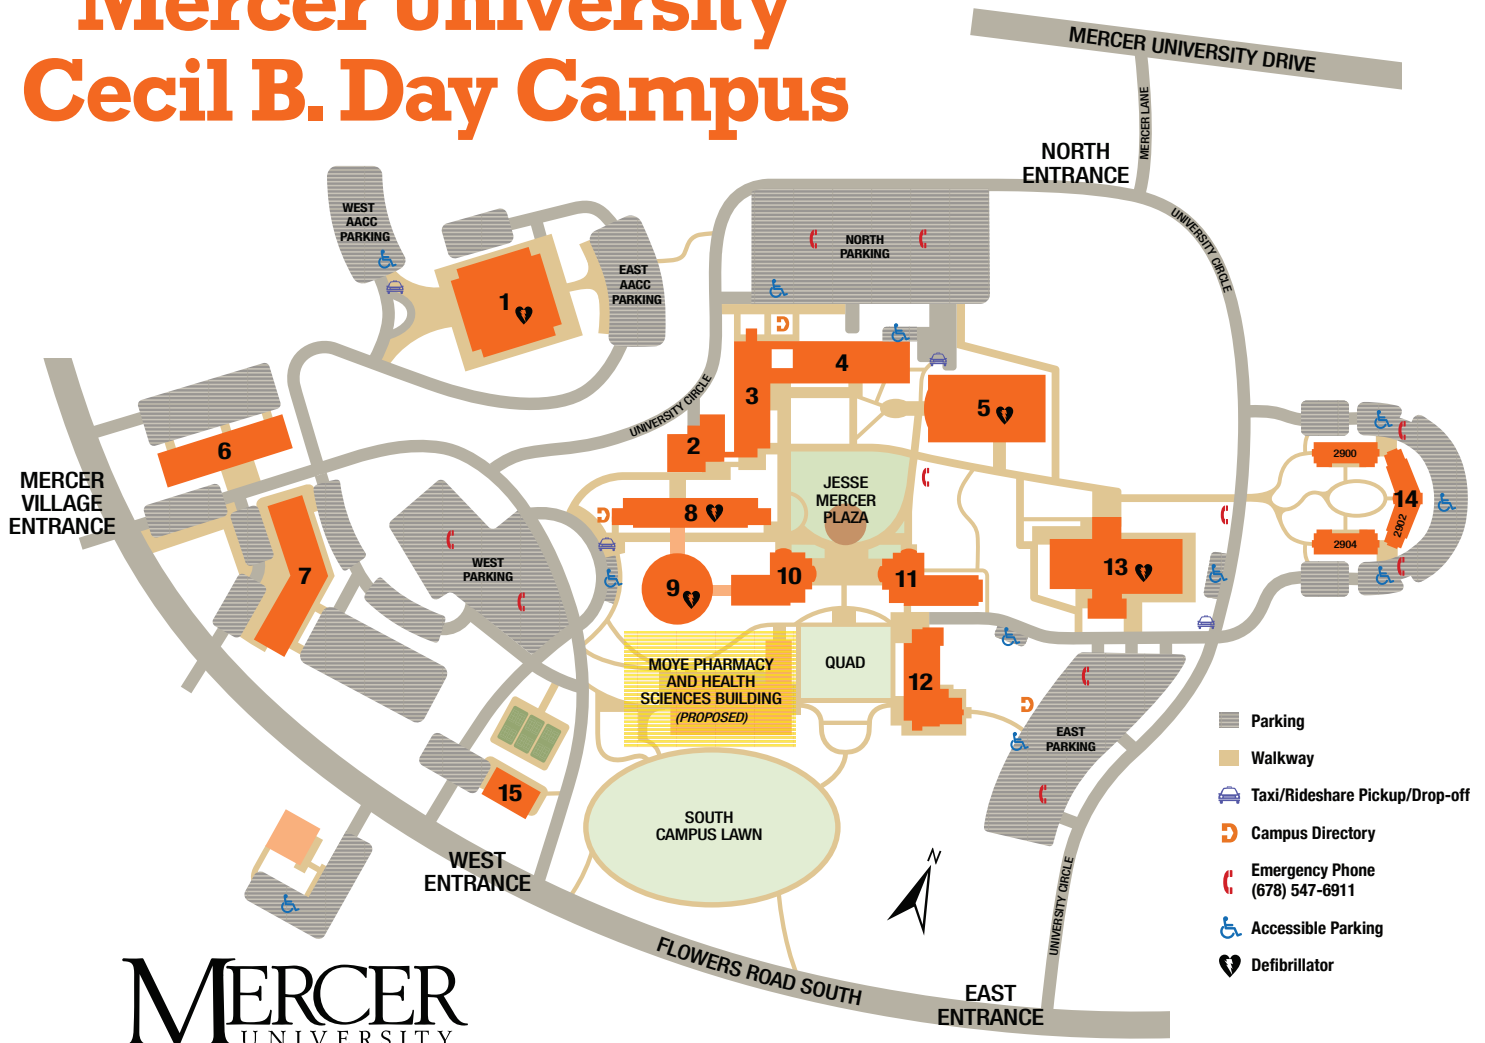 Mercer University
Cecil B. Day Campus
MERCER UNIVERSITY DRIVE
MERCER LANE
NORTH
ENTRANCE
UNIVERSITY CIRCLE
WEST
AACC
PARKING
EAST
AACC
PARKING
NORTH
PARKING
1
4
3
5
2
UNIVERSITY CIRCLE
6
MERCER
VILLAGE
ENTRANCE
JESSE
MERCER
PLAZA
2900
14
2902
2904
8
WEST
PARKING
7
9
10
11
13
MOYE PHARMACY
AND HEALTH
SCIENCES BUILDING
(PROPOSED)
QUAD
12
EAST
PARKING
15
SOUTH
CAMPUS LAWN
WEST
ENTRANCE
N
UNIVERSITY CIRCLE
FLOWERS ROAD SOUTH
EAST
ENTRANCE
Parking
Walkway
Taxi/Rideshare Pickup/Drop-off
D Campus Directory
Emergency Phone
(678) 547-6911
Accessible Parking
Defibrillator
MERCER
UNIVERSITY